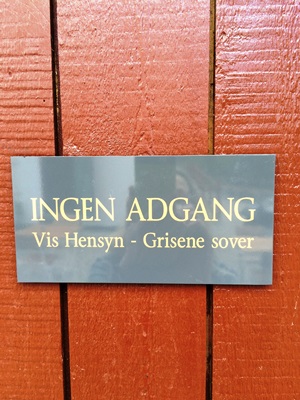 INGEN ADGANG
Vis Hensyn - Grisene sover